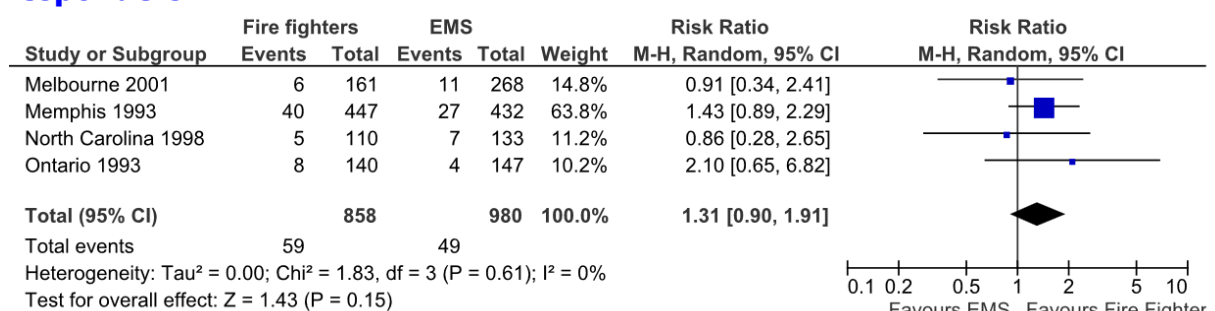 Fire fighters EMS Risk Ratio Risk Ratio
Study or Subgroup Events Total Events Total Weight M-H, Random, 95% CI M-H, Random, 95% CI
Melbourne 2001 6 161 11 268 14.8% 0.91 [0.34, 2.41]
Memphis 1993 40 447 27 432 63.8% 1.43 [0.89, 2.29]
North Carolina 1998 5 110 7 133 11.2% 0.86 [0.28, 2.65]
Ontario 1993 8 140 4 147 10.2% 2.10 [0.65, 6.82]
Total (95% CI) 858 980 100.0% 1.31 [0.90, 1.91]
Total events 59 49
Heterogeneity: Tau² = 0.00; Chi² = 1.83, df = 3 (P = 0.61); I² = 0%
Test for overall effect: Z = 1.43 (P = 0.15)
0.1 0.2 0.5 1 2 5 10
Favours EMS Favours Fire Fighter